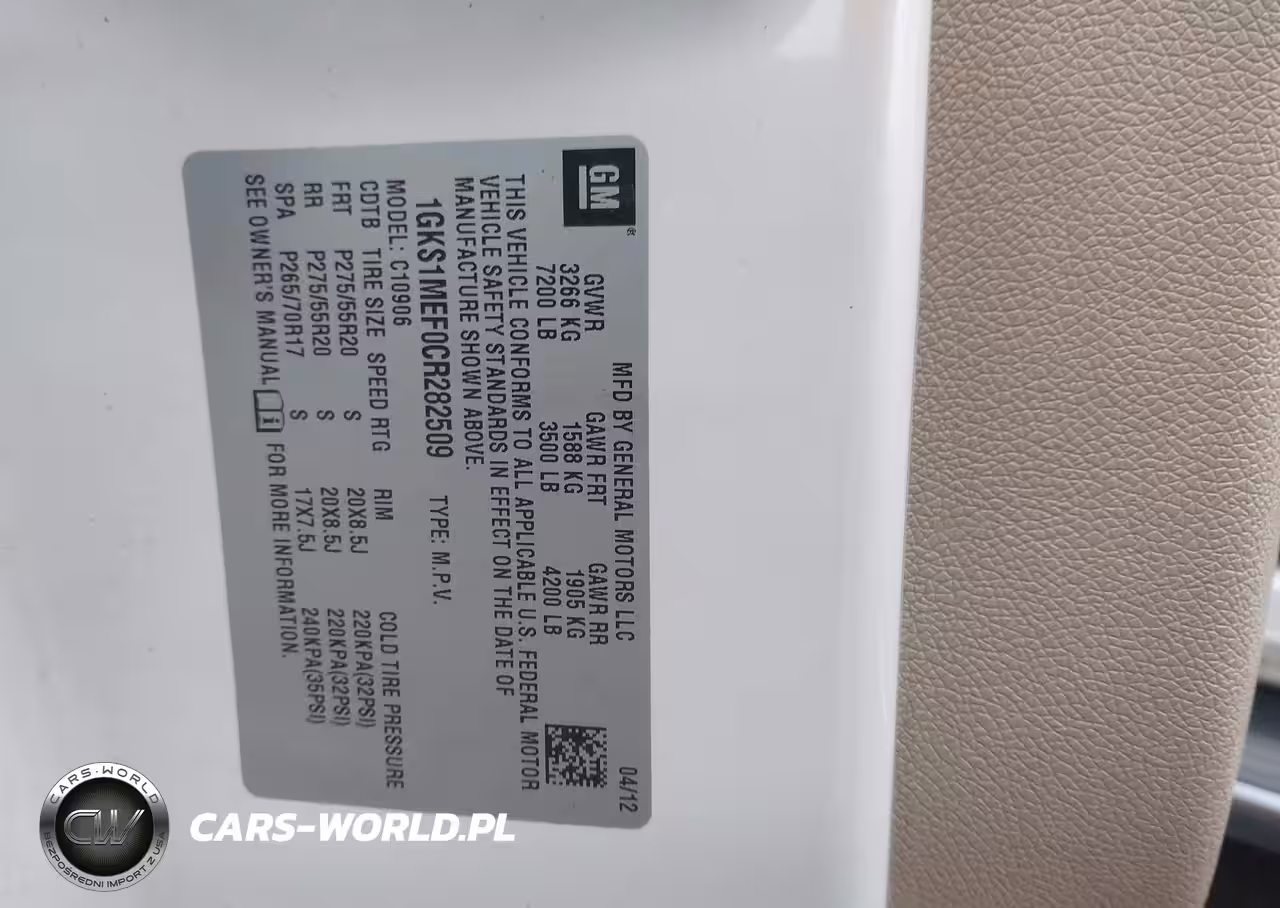 GM
MFD BY GENERAL MOTORS LLC 04/12
GVWR GAWR FRT GAWR RR
3266 KG 1588 KG 1905 KG
7200 LB 3500 LB 4200 LB
THIS VEHICLE CONFORMS TO ALL APPLICABLE U.S. FEDERAL MOTOR
VEHICLE SAFETY STANDARDS IN EFFECT ON THE DATE OF
MANUFACTURE SHOWN ABOVE.
1GKS1MEF0CR282509 TYPE: M.P.V.
MODEL: C10906
CDTB TIRE SIZE SPEED RTG RIM COLD TIRE PRESSURE
FRT P275/55R20 S 20X8.5J 220KPA(32PSI)
RR P275/55R20 S 20X8.5J 220KPA(32PSI)
SPA P265/70R17 S 17X7.5J 240KPA(35PSI)
SEE OWNER'S MANUAL i FOR MORE INFORMATION.
CARS-WORLD
CW
BEZPOŚREDNI IMPORT Z USA
CARS-WORLD.PL